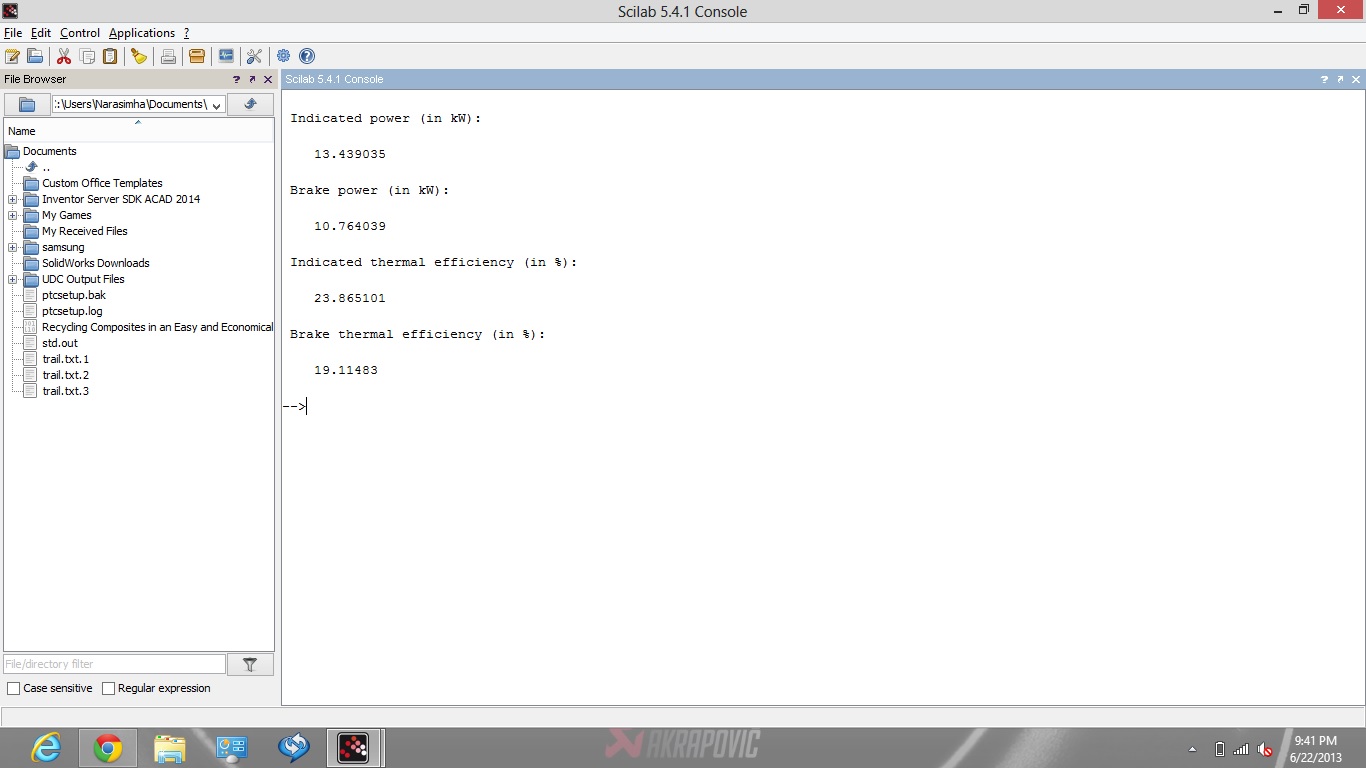 Scilab 5.4.1 Console
File Edit Control Applications ?
File Browser
Scilab 5.4.1 Console
:\Users\Narasimha\Documents\
Name
Documents
..
Custom Office Templates
Inventor Server SDK ACAD 2014
My Games
My Received Files
samsung
SolidWorks Downloads
UDC Output Files
ptcsetup.bak
ptcsetup.log
Recycling Composites in an Easy and Economical
std.out
trail.txt.1
trail.txt.2
trail.txt.3
File/directory filter
Case sensitive Regular expression
Indicated power (in kW):
13.439035
Brake power (in kW):
10.764039
Indicated thermal efficiency (in %):
23.865101
Brake thermal efficiency (in %):
19.11483
-->
AKRAPOVIC
9:41 PM
6/22/2013